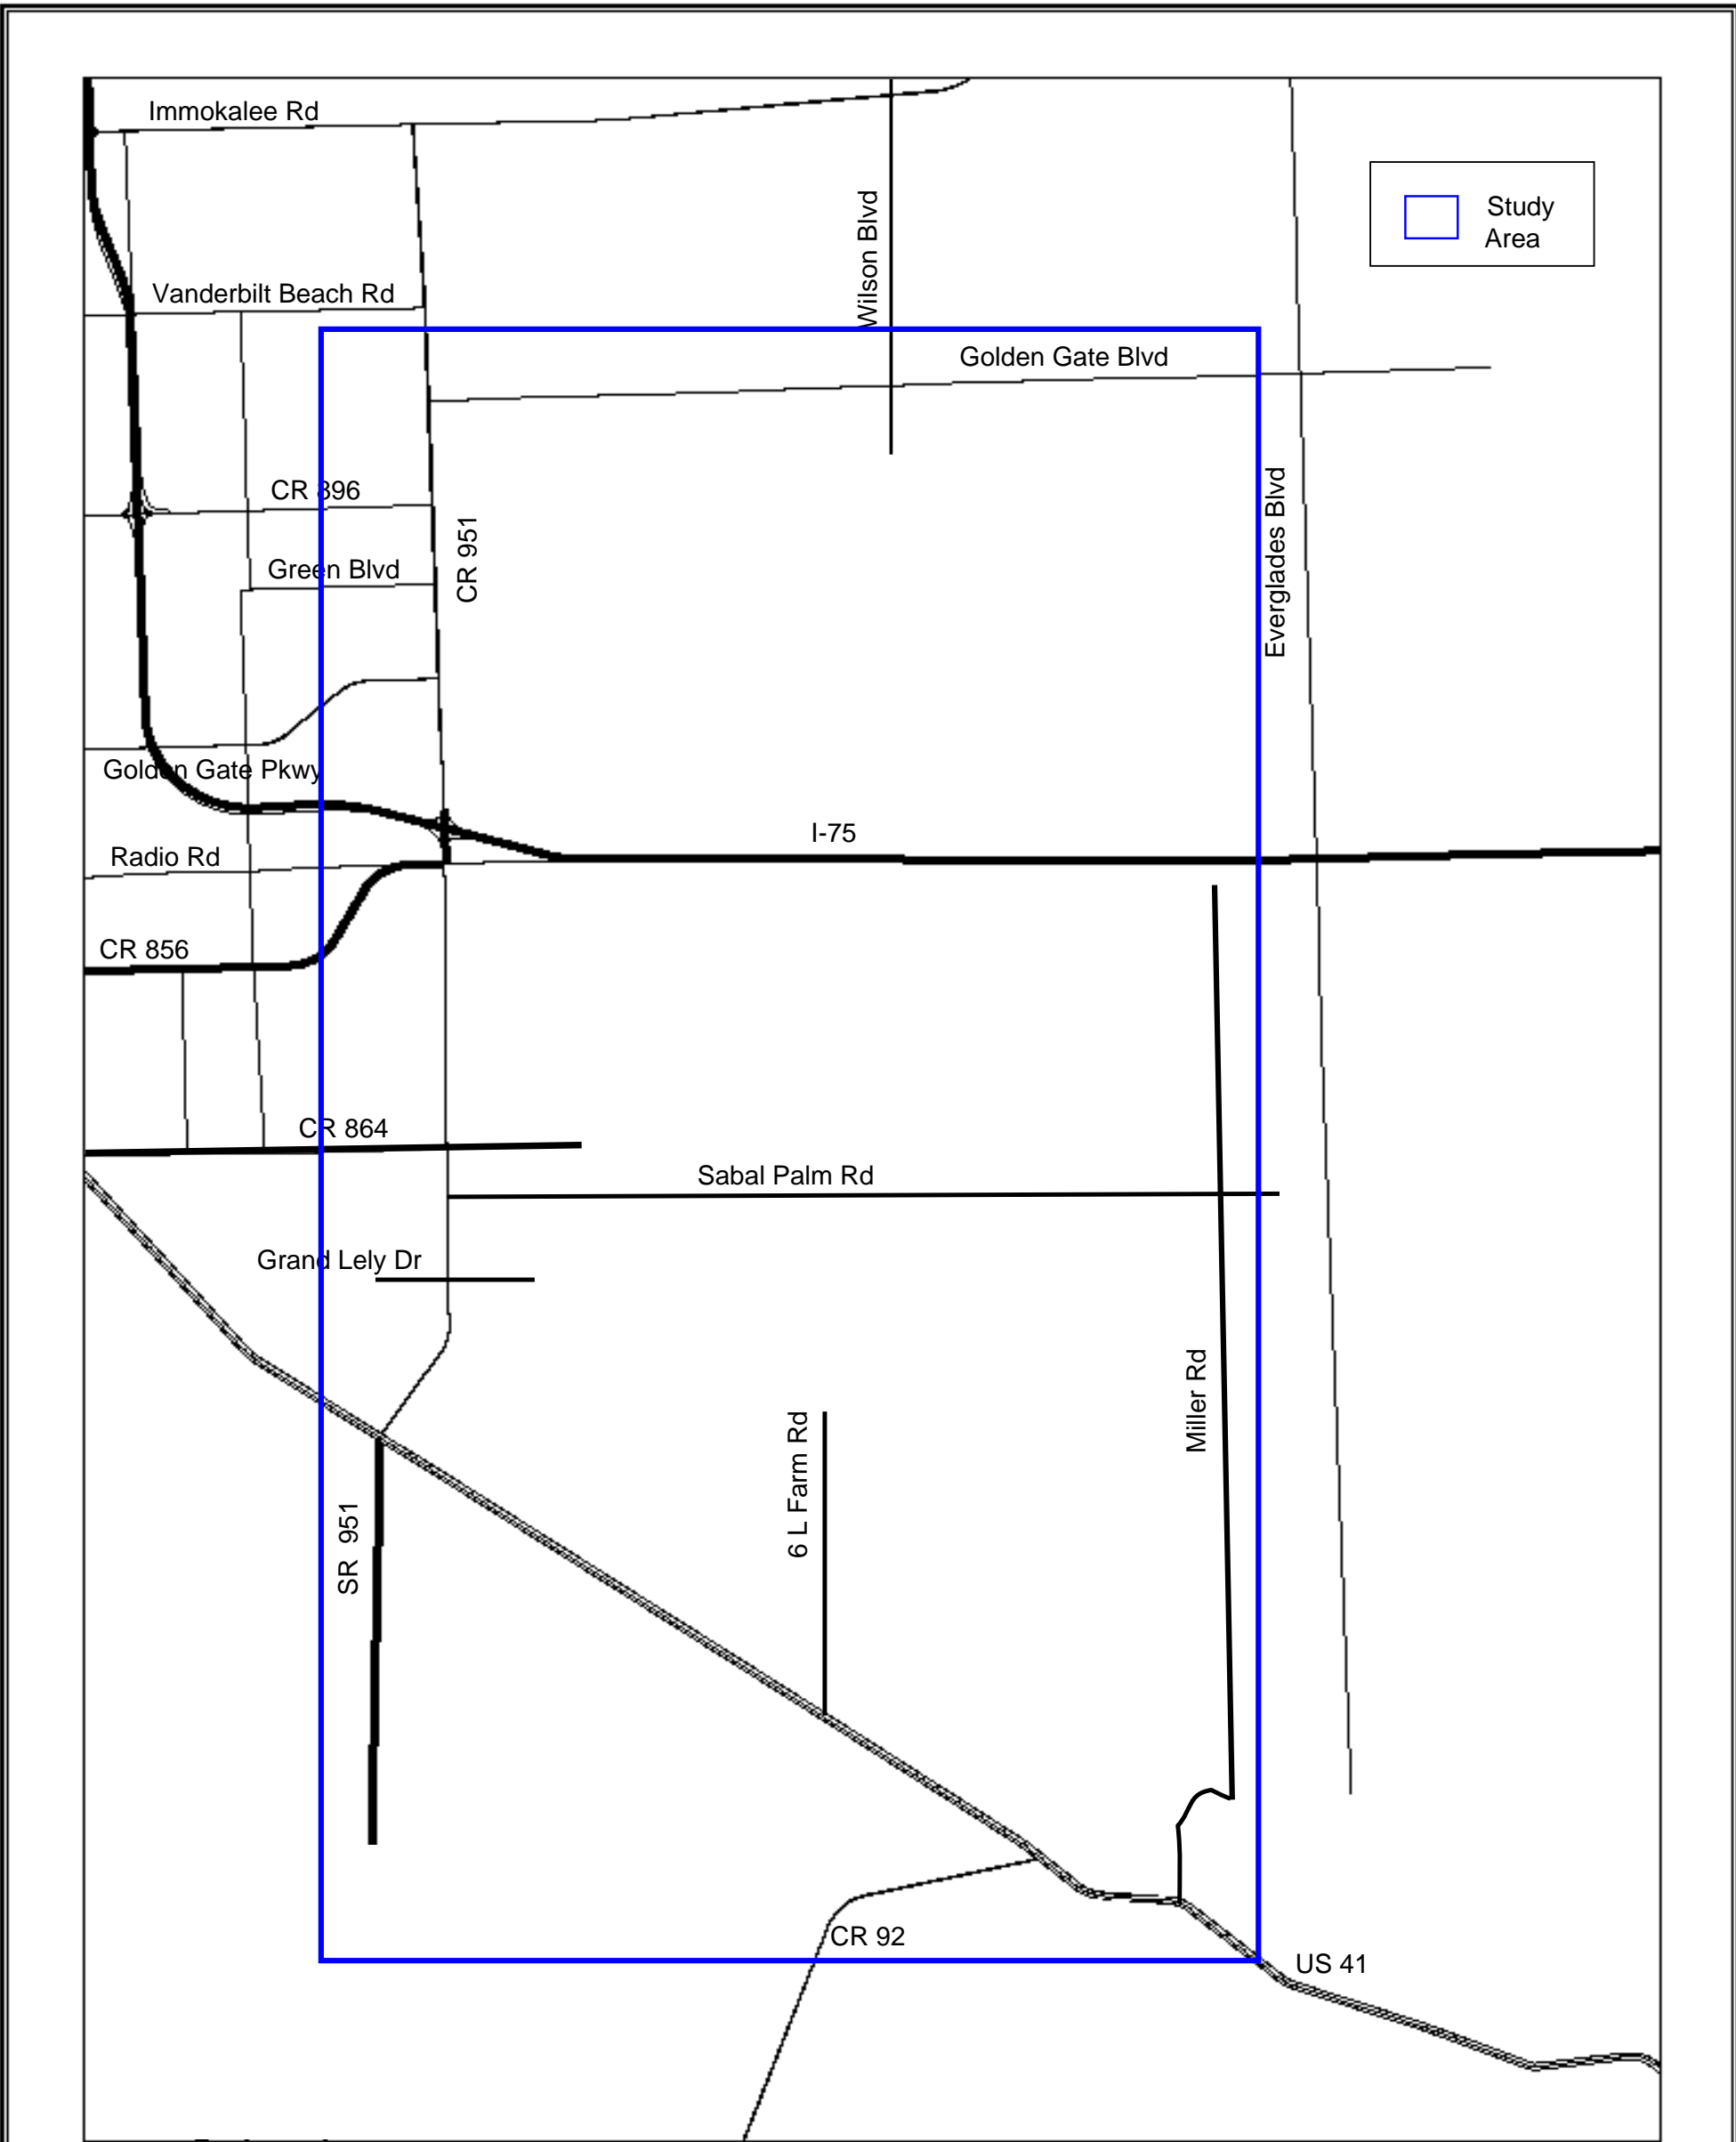 Immokalee Rd
Wilson Blvd
Study
Area
Vanderbilt Beach Rd
Golden Gate Blvd
CR 896
CR 951
Everglades Blvd
Green Blvd
Golden Gate Pkwy
I-75
Radio Rd
CR 856
CR 864
Sabal Palm Rd
Grand Lely Dr
Miller Rd
6 L Farm Rd
SR 951
CR 92
US 41